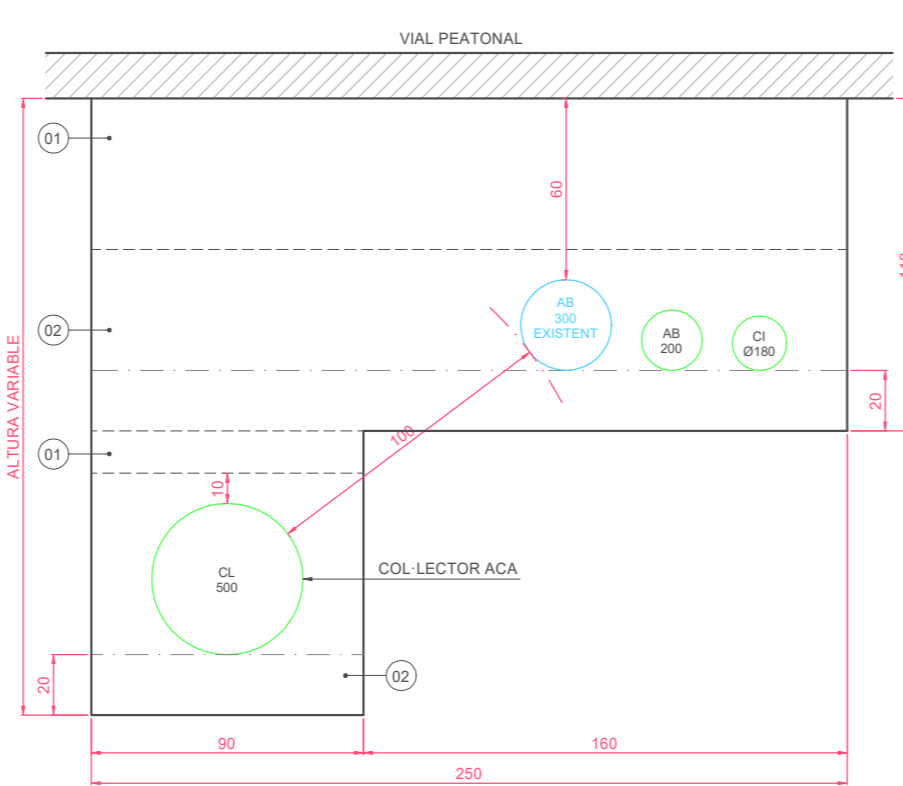 VIAL PEATONAL
01
60
02
AB
300
EXISTENT
AB
200
CI
Ø180
ALTURA VARIABLE
20
100
01
10
CL
500
COL·LECTOR ACA
20
02
90
160
250